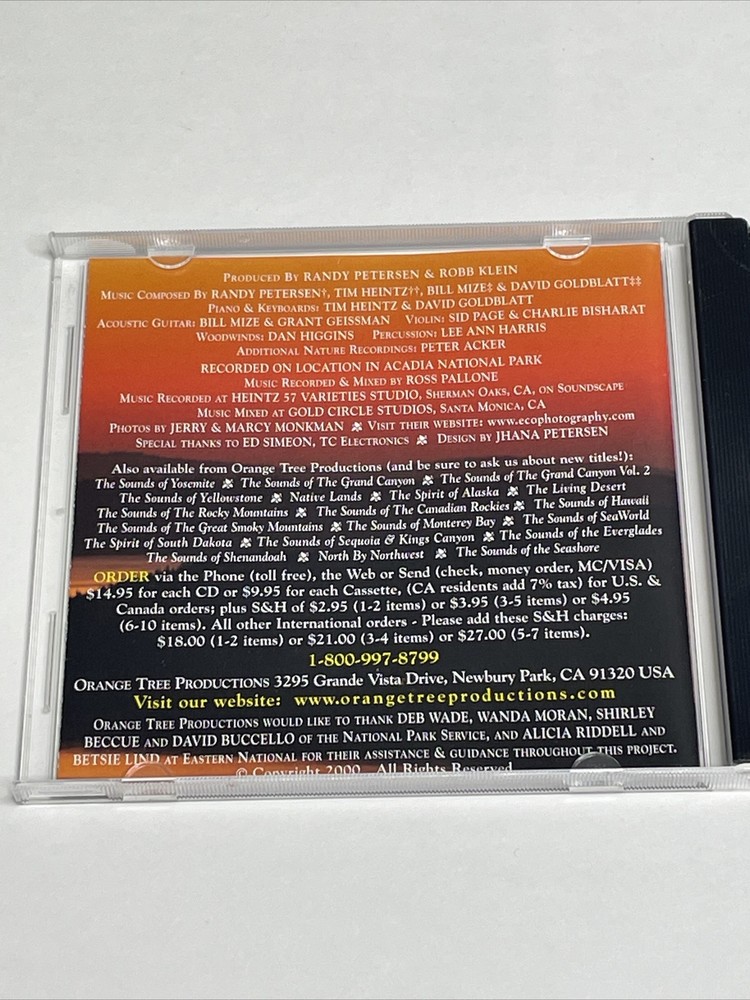 PRODUCED BY RANDY PETERSEN & ROBB KLEIN
MUSIC COMPOSED BY RANDY PETERSEN†, TIM HEINTZ††, BILL MIZE‡ & DAVID GOLDBLATT‡‡
PIANO & KEYBOARDS: TIM HEINTZ & DAVID GOLDBLATT
ACOUSTIC GUITAR: BILL MIZE & GRANT GEISSMAN VIOLIN: SID PAGE & CHARLIE BISHARAT
WOODWINDS: DAN HIGGINS PERCUSSION: LEE ANN HARRIS
ADDITIONAL NATURE RECORDINGS: PETER ACKER
RECORDED ON LOCATION IN ACADIA NATIONAL PARK
MUSIC RECORDED & MIXED BY ROSS PALLONE
MUSIC RECORDED AT HEINTZ 57 VARIETIES STUDIO, SHERMAN OAKS, CA, ON SOUNDSCAPE
MUSIC MIXED AT GOLD CIRCLE STUDIOS, SANTA MONICA, CA
PHOTOS BY JERRY & MARCY MONKMAN VISIT THEIR WEBSITE: www.ecophotography.com
SPECIAL THANKS TO ED SIMEON, TC ELECTRONICS DESIGN BY JHANA PETERSEN
Also available from Orange Tree Productions (and be sure to ask us about new titles!):
The Sounds of Yosemite The Sounds of The Grand Canyon The Sounds of The Grand Canyon Vol. 2
The Sounds of Yellowstone Native Lands The Spirit of Alaska The Living Desert
The Sounds of The Rocky Mountains The Sounds of The Canadian Rockies The Sounds of Hawaii
The Sounds of The Great Smoky Mountains The Sounds of Monterey Bay The Sounds of SeaWorld
The Spirit of South Dakota The Sounds of Sequoia & Kings Canyon The Sounds of the Everglades
The Sounds of Shenandoah North By Northwest The Sounds of the Seashore
ORDER via the Phone (toll free), the Web or Send (check, money order, MC/VISA)
$14.95 for each CD or $9.95 for each Cassette, (CA residents add 7% tax) for U.S. &
Canada orders; plus S&H of $2.95 (1-2 items) or $3.95 (3-5 items) or $4.95
(6-10 items). All other International orders - Please add these S&H charges:
$18.00 (1-2 items) or $21.00 (3-4 items) or $27.00 (5-7 items).
1-800-997-8799
ORANGE TREE PRODUCTIONS 3295 Grande Vista Drive, Newbury Park, CA 91320 USA
Visit our website: www.orangetreeproductions.com
ORANGE TREE PRODUCTIONS WOULD LIKE TO THANK DEB WADE, WANDA MORAN, SHIRLEY
BECCUE AND DAVID BUCCELLO OF THE NATIONAL PARK SERVICE, AND ALICIA RIDDELL AND
BETSIE LIND AT EASTERN NATIONAL FOR THEIR ASSISTANCE & GUIDANCE THROUGHOUT THIS PROJECT.
© Copyright 2000 All Rights Reserved